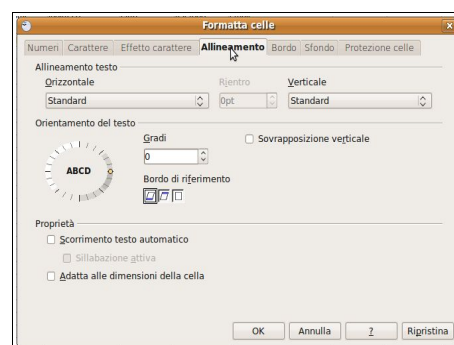 Formatta celle
Numeri Carattere Effetto carattere Allineamento Bordo Sfondo Protezione celle
Allineamento testo
Orizzontale Rjentro Verticale
Standard 0pt Standard
Orientamento del testo
Gradi Sovrapposizione verticale
0
ABCD
Bordo di riferimento
Proprietà
Scorrimento testo automatico
Sillabazione attiva
Adatta alle dimensioni della cella
OK Annulla ? Ripristina